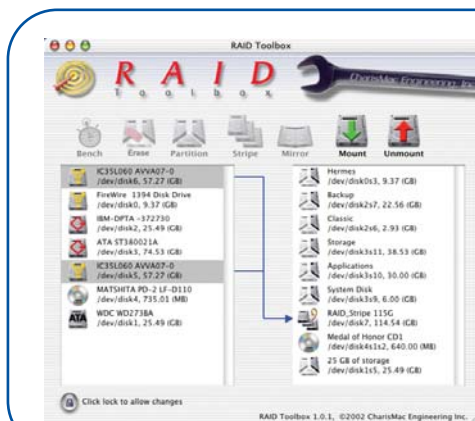 RAID Toolbox
RAID
Toolbox
CharisMac Engineering, Inc.
Bench
Erase
Partition
Stripe
Mirror
Mount
Unmount
IC35L060 AVVA07-0
/dev/disk6, 57.27 (GB)
FireWire 1394 Disk Drive
/dev/disk0, 9.37 (GB)
IBM-DPTA -372730
/dev/disk2, 25.49 (GB)
ATA ST380021A
/dev/disk3, 74.53 (GB)
IC35L060 AVVA07-0
/dev/disk5, 57.27 (GB)
MATSHITA PD-2 LF-D110
/dev/disk4, 735.01 (MB)
ATA
WDC WD273BA
/dev/disk1, 25.49 (GB)
Hermes
/dev/disk0s3, 9.37 (GB)
Backup
/dev/disk2s7, 22.56 (GB)
Classic
/dev/disk2s6, 2.93 (GB)
Storage
/dev/disk3s11, 38.53 (GB)
Applications
/dev/disk3s10, 30.00 (GB)
System Disk
/dev/disk3s9, 6.00 (GB)
RAID_Stripe 115G
/dev/disk7, 114.54 (GB)
Medal of Honor CD1
/dev/disk4s1s2, 640.00 (MB)
25 GB of storage
/dev/disk1s5, 25.49 (GB)
Click lock to allow changes
RAID Toolbox 1.0.1, ©2002 CharisMac Engineering Inc.